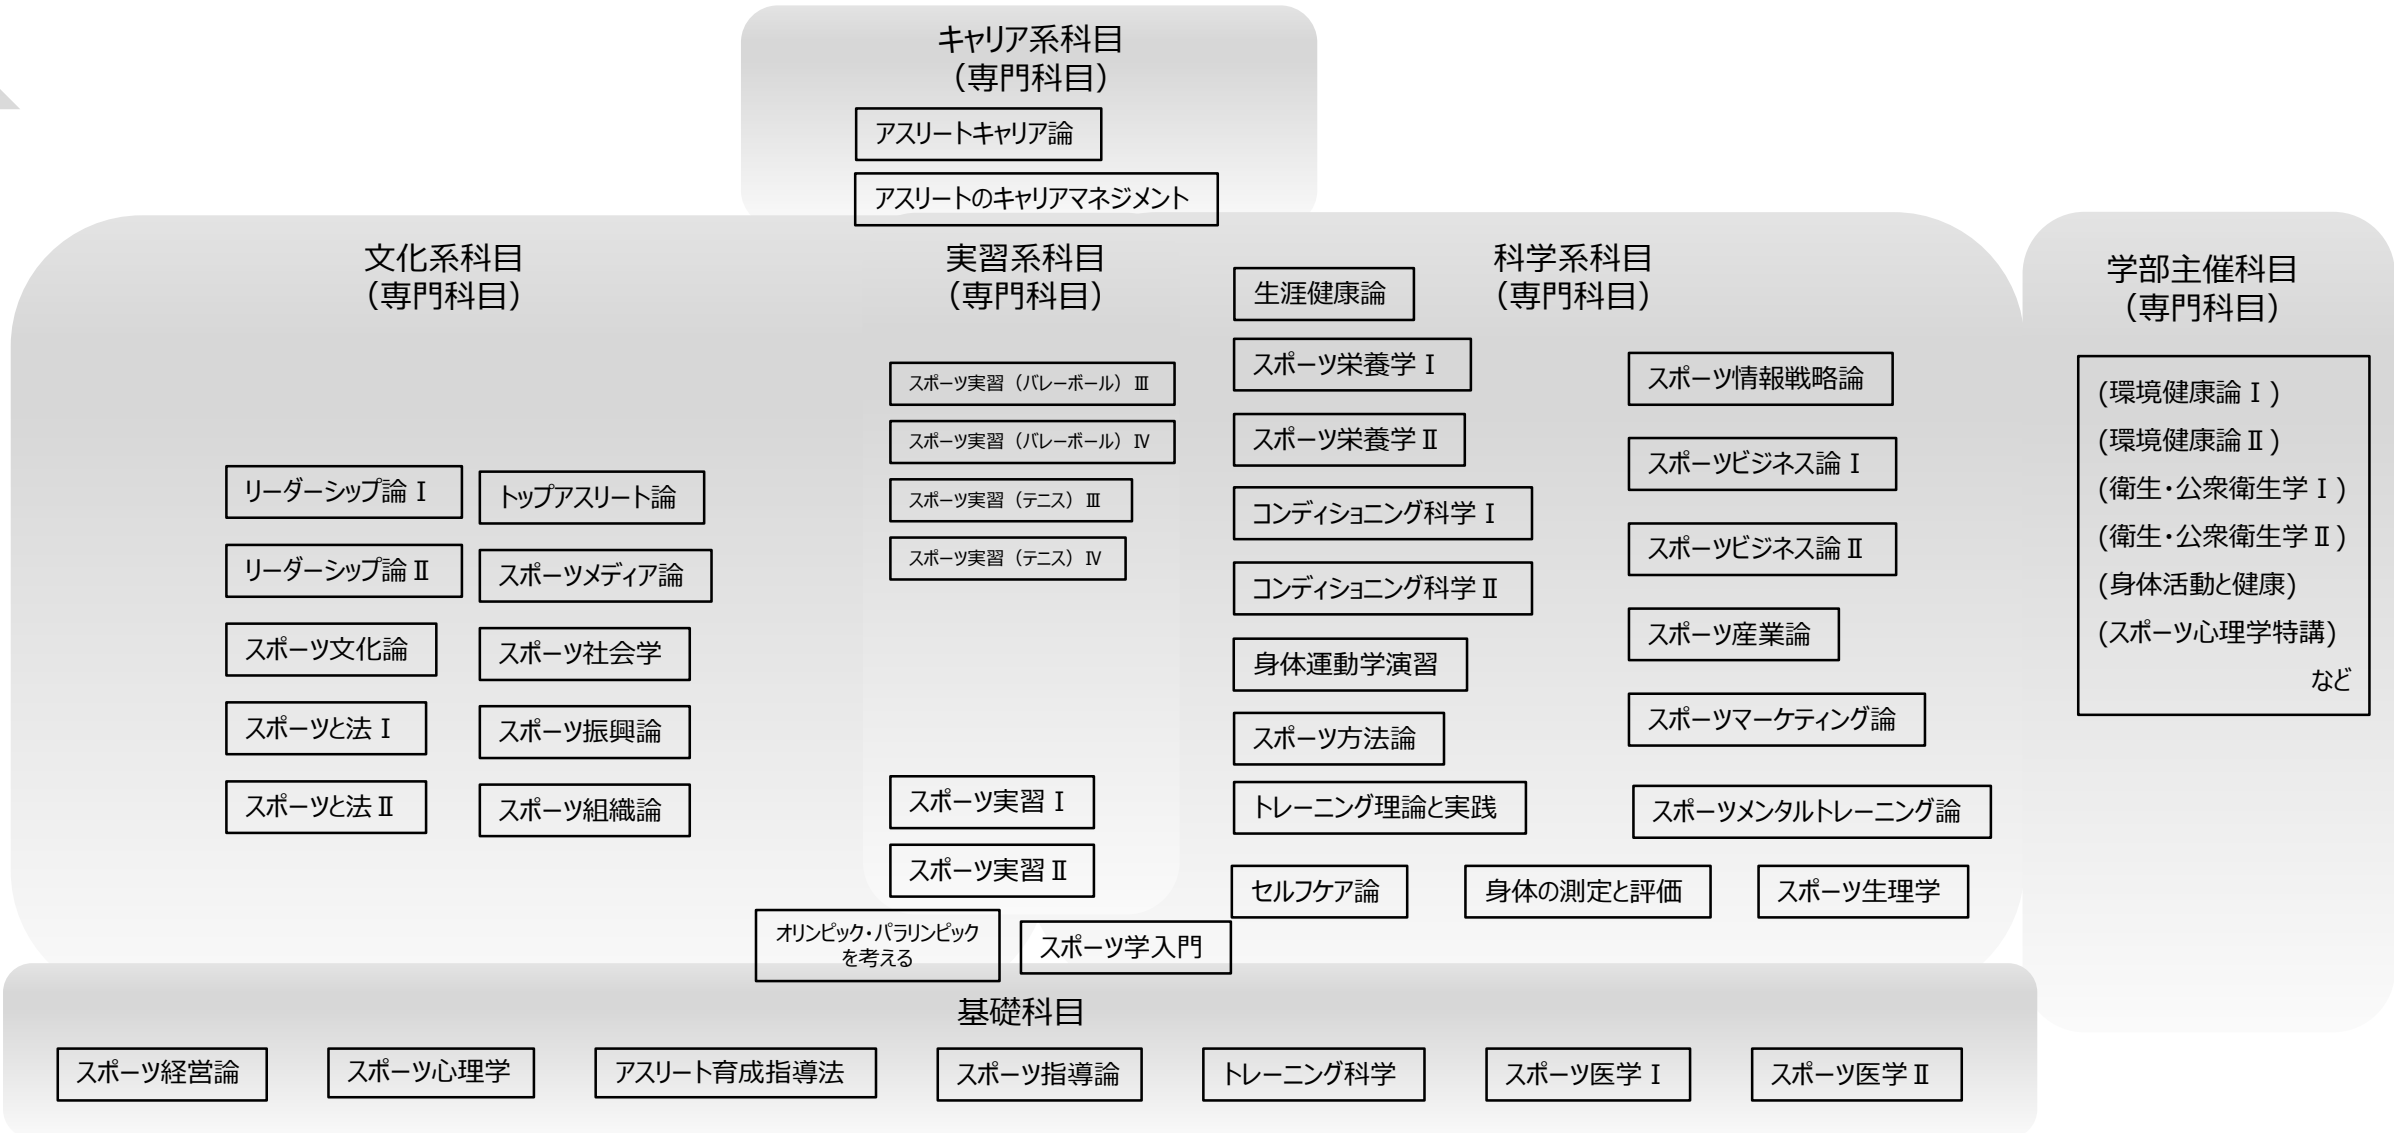 キャリア系科目
（専門科目）
アスリートキャリア論
アスリートのキャリアマネジメント
文化系科目
（専門科目）
リーダーシップ論Ⅰ
リーダーシップ論Ⅱ
スポーツ文化論
スポーツと法Ⅰ
スポーツと法Ⅱ
トップアスリート論
スポーツメディア論
スポーツ社会学
スポーツ振興論
スポーツ組織論
実習系科目
（専門科目）
スポーツ実習（バレーボール）Ⅲ
スポーツ実習（バレーボール）Ⅳ
スポーツ実習（テニス）Ⅲ
スポーツ実習（テニス）Ⅳ
スポーツ実習Ⅰ
スポーツ実習Ⅱ
科学系科目
（専門科目）
生涯健康論
スポーツ栄養学Ⅰ
スポーツ栄養学Ⅱ
コンディショニング科学Ⅰ
コンディショニング科学Ⅱ
身体運動学演習
スポーツ方法論
トレーニング理論と実践
スポーツ情報戦略論
スポーツビジネス論Ⅰ
スポーツビジネス論Ⅱ
スポーツ産業論
スポーツマーケティング論
スポーツメンタルトレーニング論
セルフケア論
身体の測定と評価
スポーツ生理学
オリンピック・パラリンピック
を考える
スポーツ学入門
学部主催科目
（専門科目）
(環境健康論Ⅰ)
(環境健康論Ⅱ)
(衛生・公衆衛生学Ⅰ)
(衛生・公衆衛生学Ⅱ)
(身体活動と健康)
(スポーツ心理学特講)
など
基礎科目
スポーツ経営論
スポーツ心理学
アスリート育成指導法
スポーツ指導論
トレーニング科学
スポーツ医学Ⅰ
スポーツ医学Ⅱ